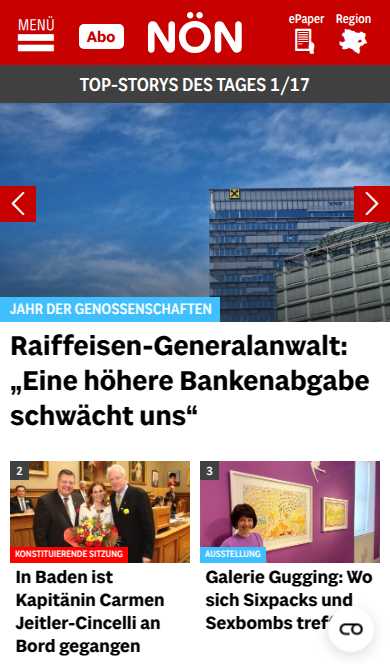 MENÜ
Abo
NÖN
ePaper
Region
TOP-STORYS DES TAGES 1/17
JAHR DER GENOSSENSCHAFTEN
Raiffeisen-Generalanwalt:
„Eine höhere Bankenabgabe
schwächt uns“
2
KONSTITUIERENDE SITZUNG
In Baden ist
Kapitänin Carmen
Jeitler-Cincelli an
Bord gegangen
3
AUSSTELLUNG
Galerie Gugging: Wo
sich Sixpacks und
Sexbombs